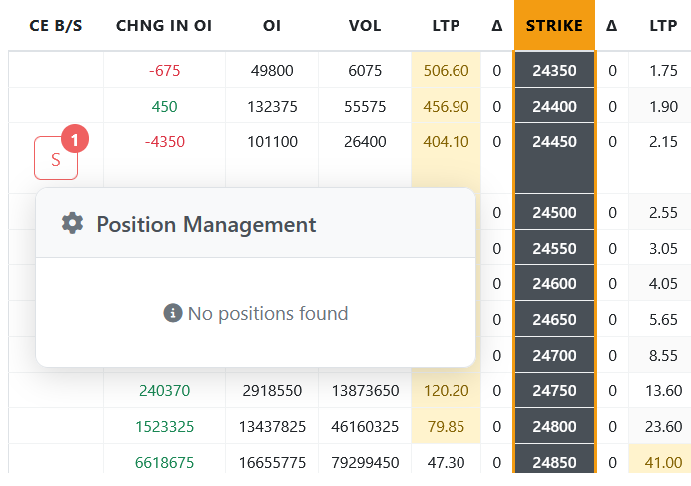 CE B/S CHNG IN OI OI VOL LTP Δ STRIKE Δ LTP
-675 49800 6075 506.60 0 24350 0 1.75
450 132375 55575 456.90 0 24400 0 1.90
S 1 -4350 101100 26400 404.10 0 24450 0 2.15
0 24500 0 2.55
Position Management
0 24550 0 3.05
0 24600 0 4.05
No positions found 0 24650 0 5.65
0 24700 0 8.55
240370 2918550 13873650 120.20 0 24750 0 13.60
1523325 13437825 46160325 79.85 0 24800 0 23.60
6618675 16655775 79299450 47.30 0 24850 0 41.00